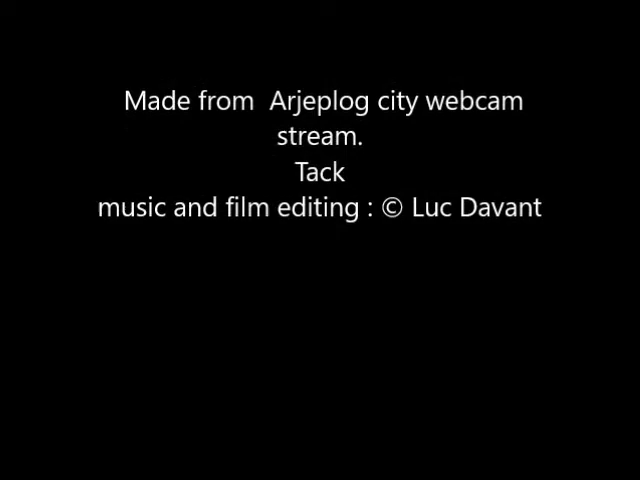 Made from  Arjeplog city webcam
stream.
Tack
music and film editing : © Luc Davant